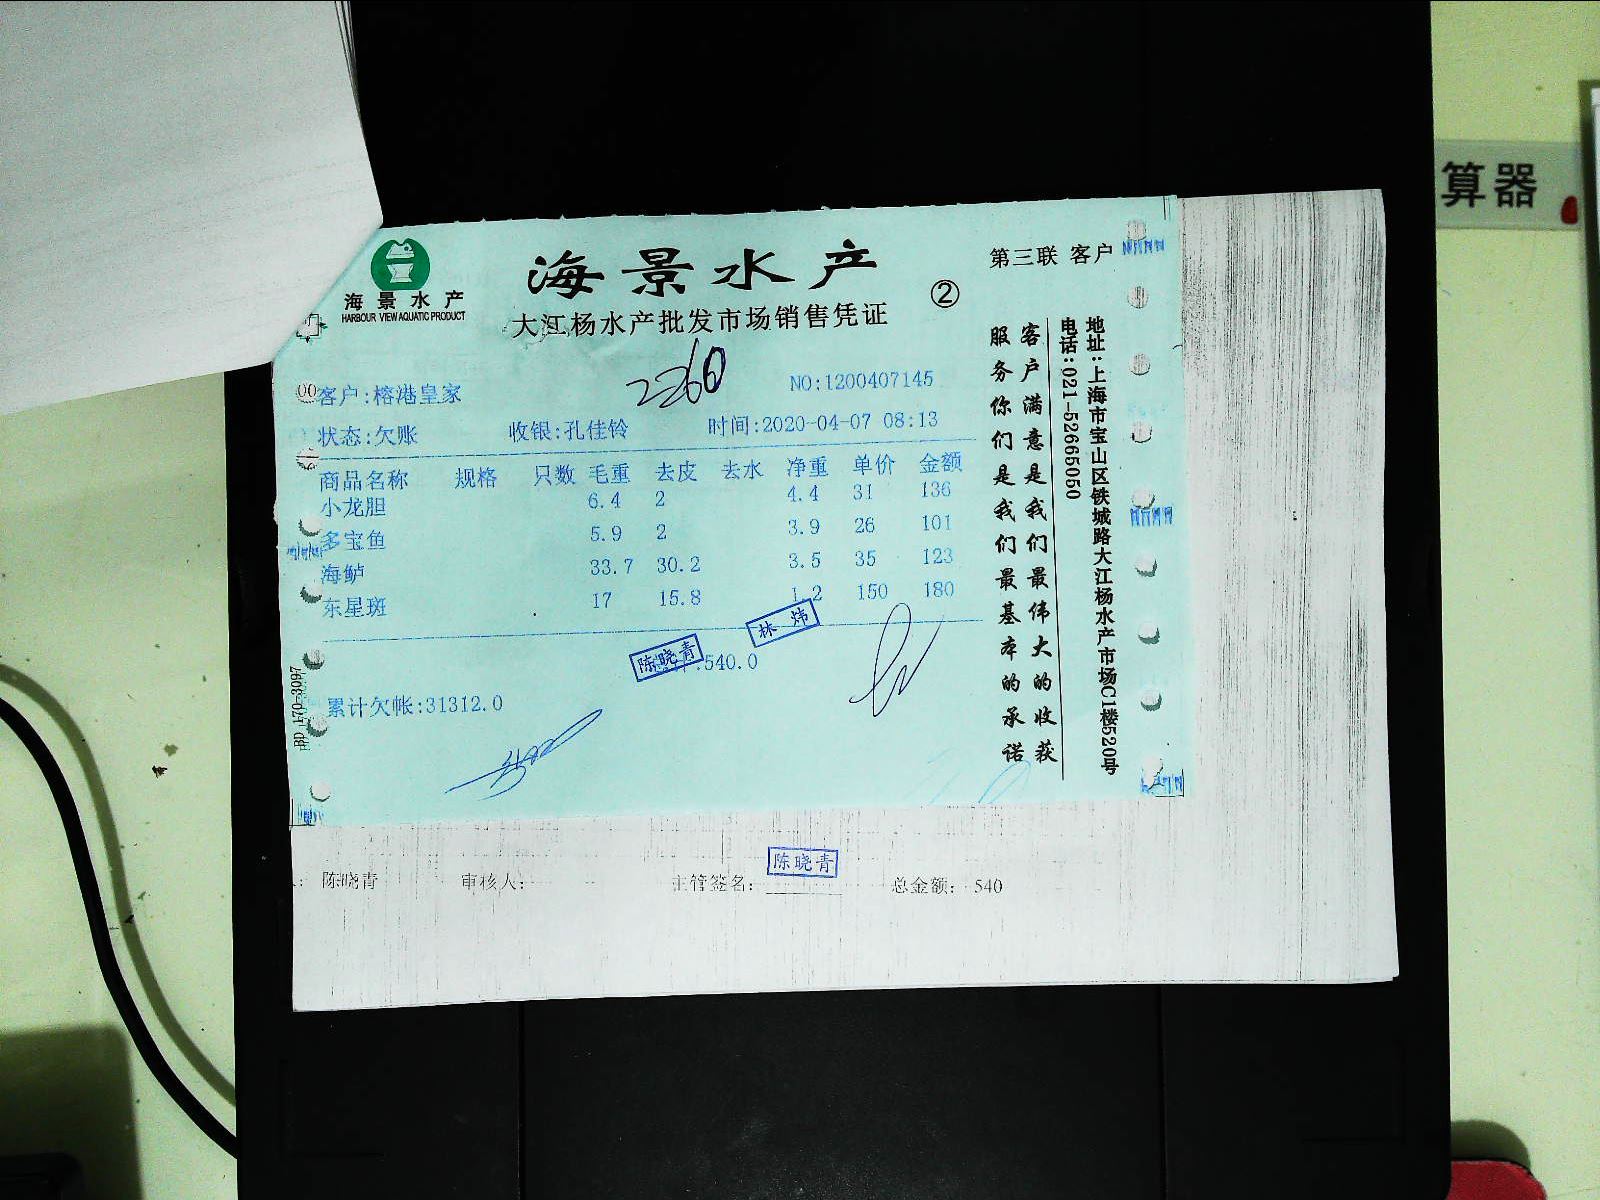 算器
海景水产
HARBOUR VIEW AQUATIC PRODUCT
海景水产
大江杨水产批发市场销售凭证
②
第三联 客户
2260
客户:榕港皇家
NO:1200407145
状态:欠账 收银:孔佳铃 时间:2020-04-07 08:13
商品名称 规格 只数 毛重 去皮 去水 净重 单价 金额
小龙胆 6.4 2 4.4 31 136
多宝鱼 5.9 2 3.9 26 101
海鲈 33.7 30.2 3.5 35 123
东星斑 17 15.8 1.2 150 180
林炜
陈晓青
:540.0
累计欠帐:31312.0
客户满意是我们最伟大的收获
服务你们是我们最基本的承诺
地址:上海市宝山区铁城路大江杨水产市场C1楼520号
电话:021-52665050
BD 170-3097
陈晓青
: 陈晓青 审核人: 主管签名: 总金额: 540